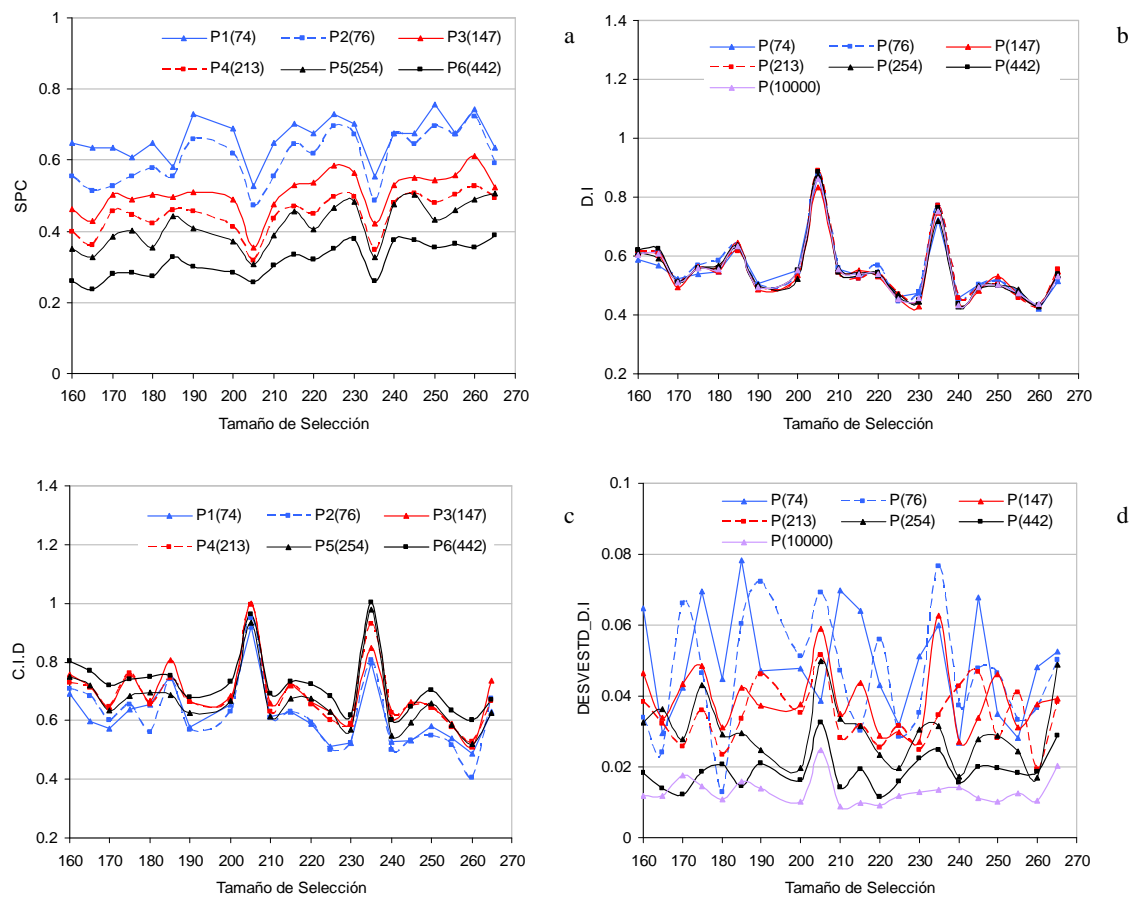 P1(74) P2(76) P3(147)
P4(213) P5(254) P6(442)
a
SPC
1
0.8
0.6
0.4
0.2
0
160 170 180 190 200 210 220 230 240 250 260 270
Tamaño de Selección
P(74) P(76) P(147)
P(213) P(254) P(442)
P(10000)
b
D.I
1.4
1.2
1
0.8
0.6
0.4
0.2
160 170 180 190 200 210 220 230 240 250 260 270
Tamaño de Selección
P1(74) P2(76) P3(147)
P4(213) P5(254) P6(442)
c
C.I.D
1.4
1.2
1
0.8
0.6
0.4
0.2
160 170 180 190 200 210 220 230 240 250 260 270
Tamaño de Selección
P(74) P(76) P(147)
P(213) P(254) P(442)
P(10000)
d
DESVESTD_D.I
0.1
0.08
0.06
0.04
0.02
0
160 170 180 190 200 210 220 230 240 250 260 270
Tamaño de Selección